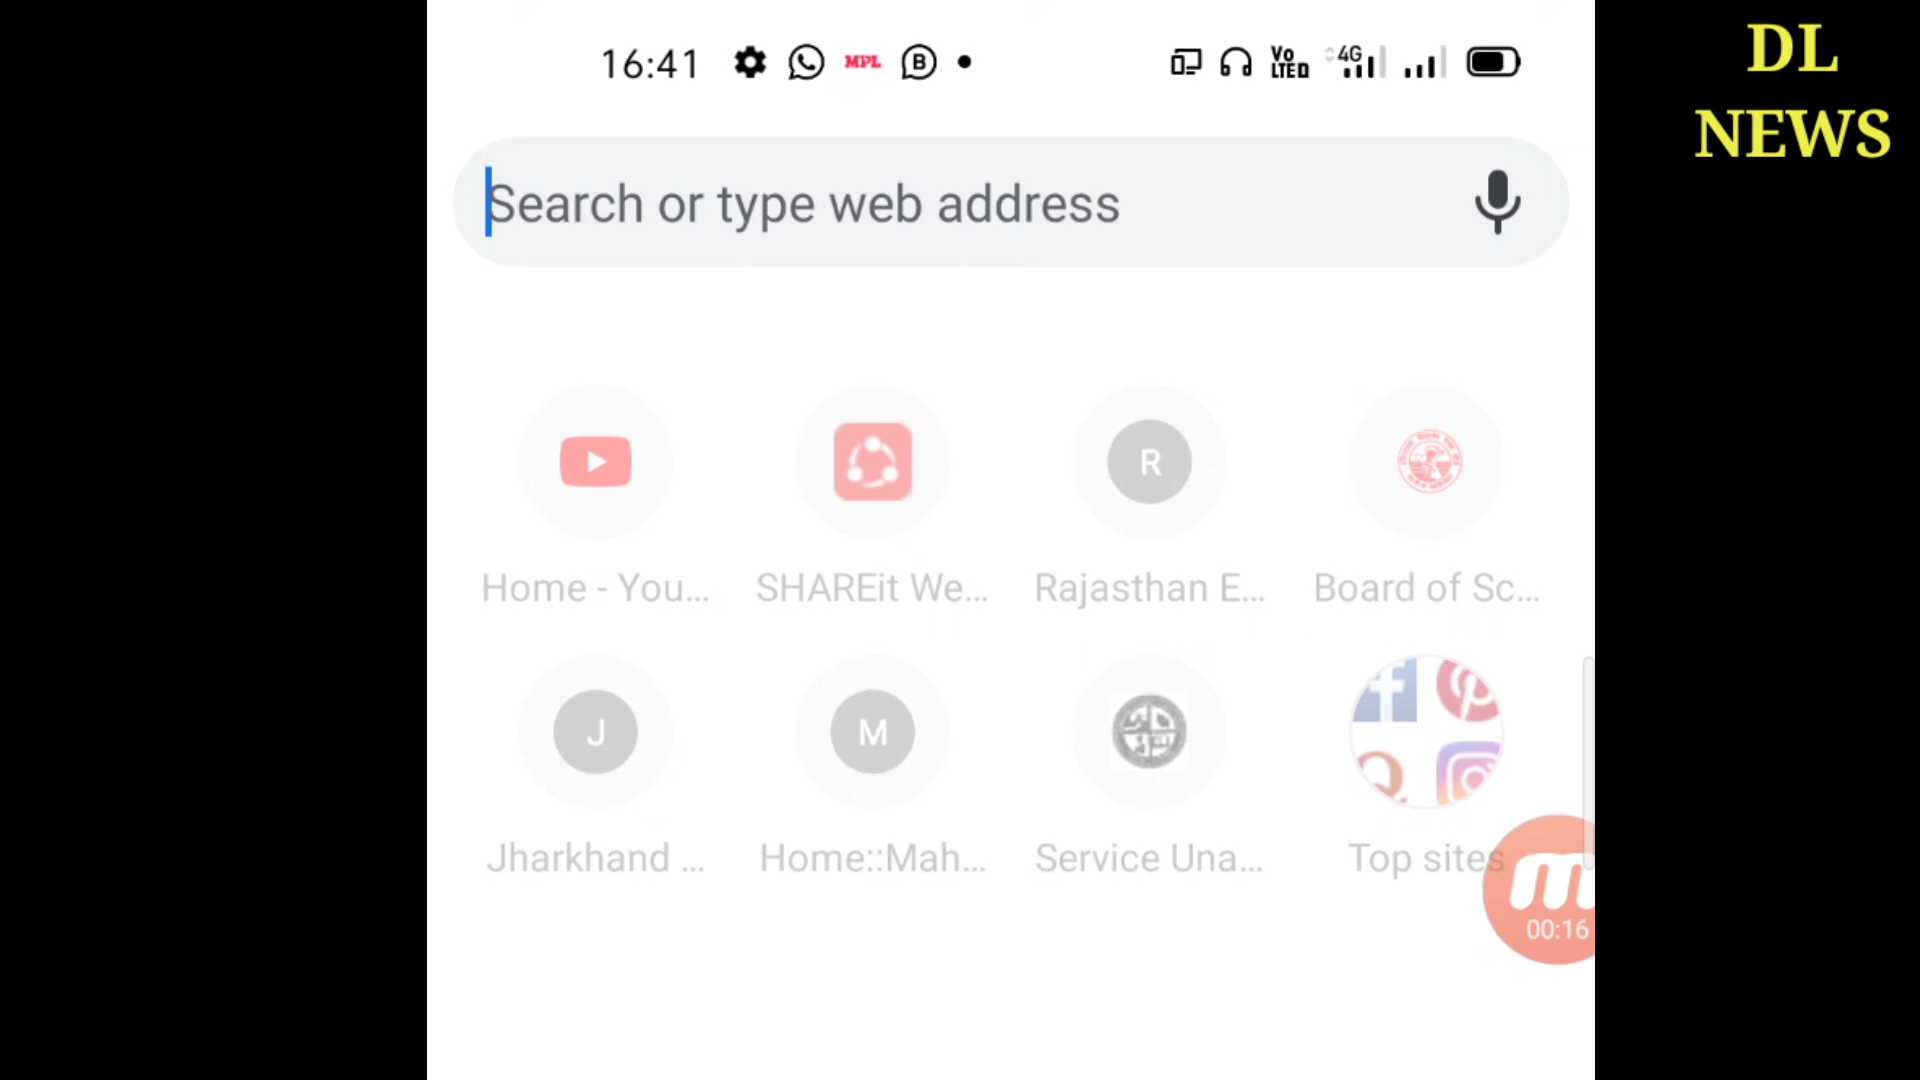 DL
NEWS
16:41 MPL B Vo LTED 4G
Search or type web address
R
Home - You... SHAREit We... Rajasthan E... Board of Sc...
J M
Jharkhand ... Home::Mah... Service Una... Top sites
00:16